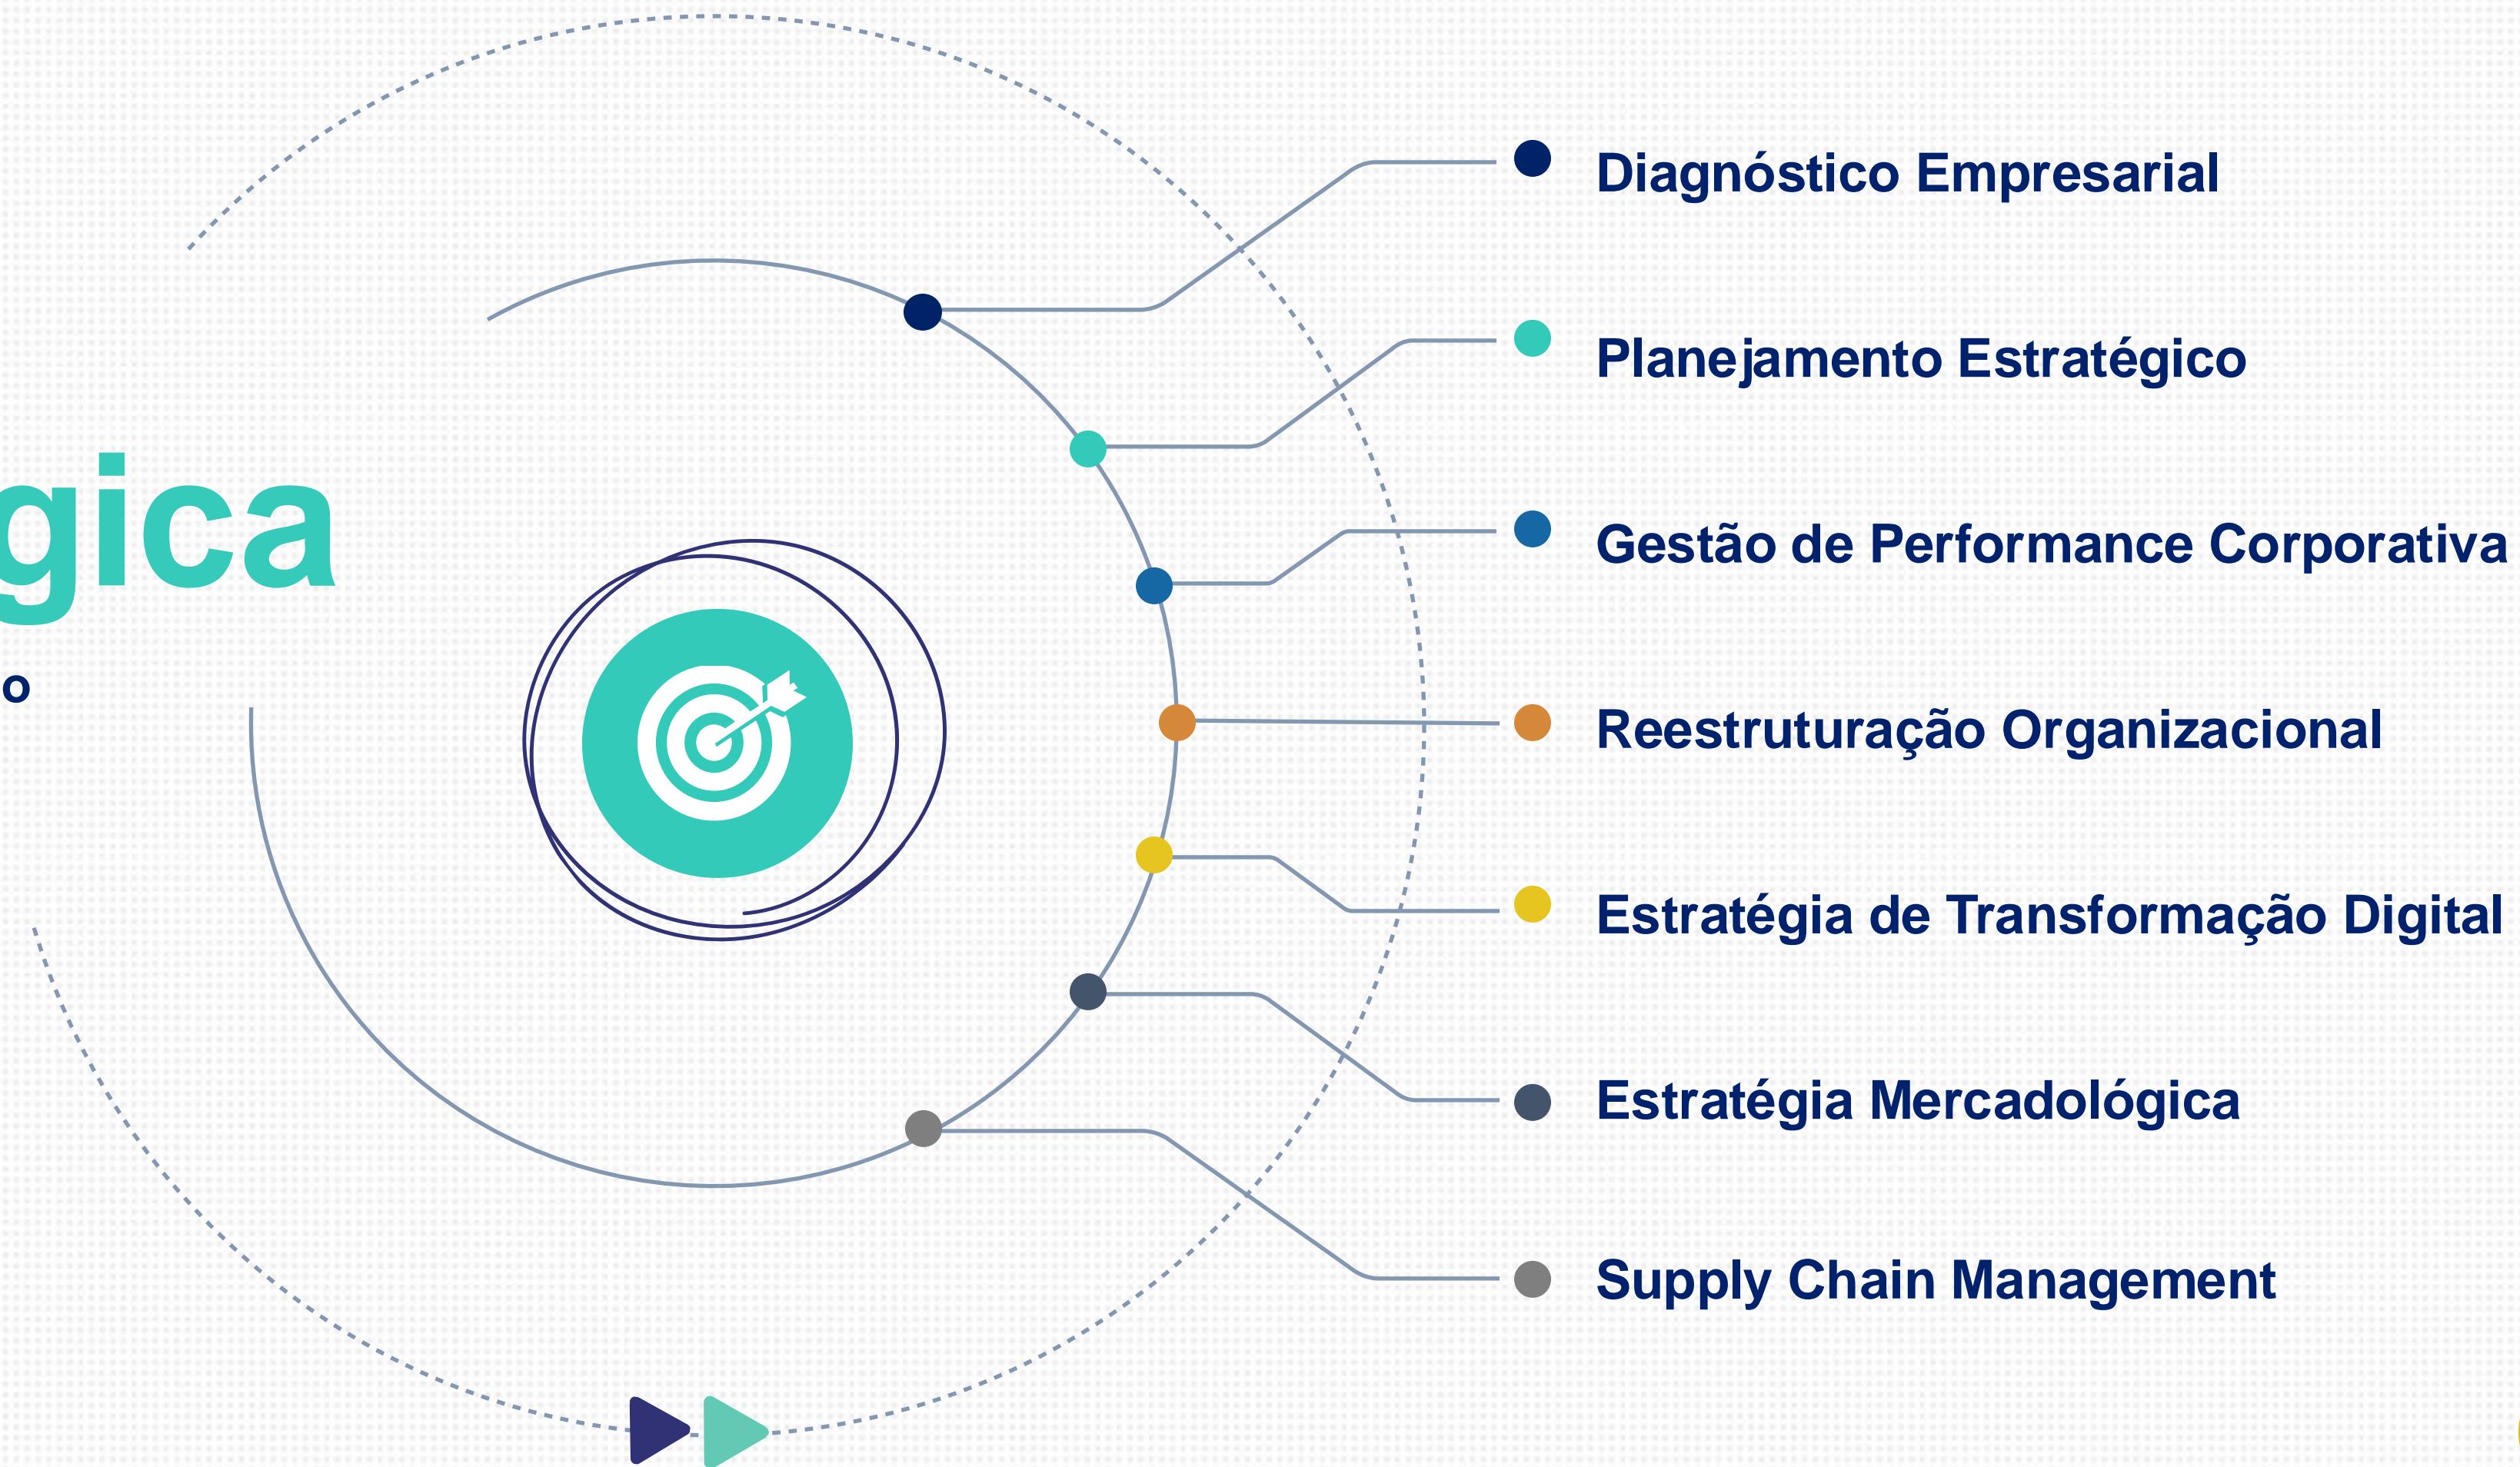 gica
o
Diagnóstico Empresarial
Planejamento Estratégico
Gestão de Performance Corporativa
Reestruturação Organizacional
Estratégia de Transformação Digital
Estratégia Mercadológica
Supply Chain Management